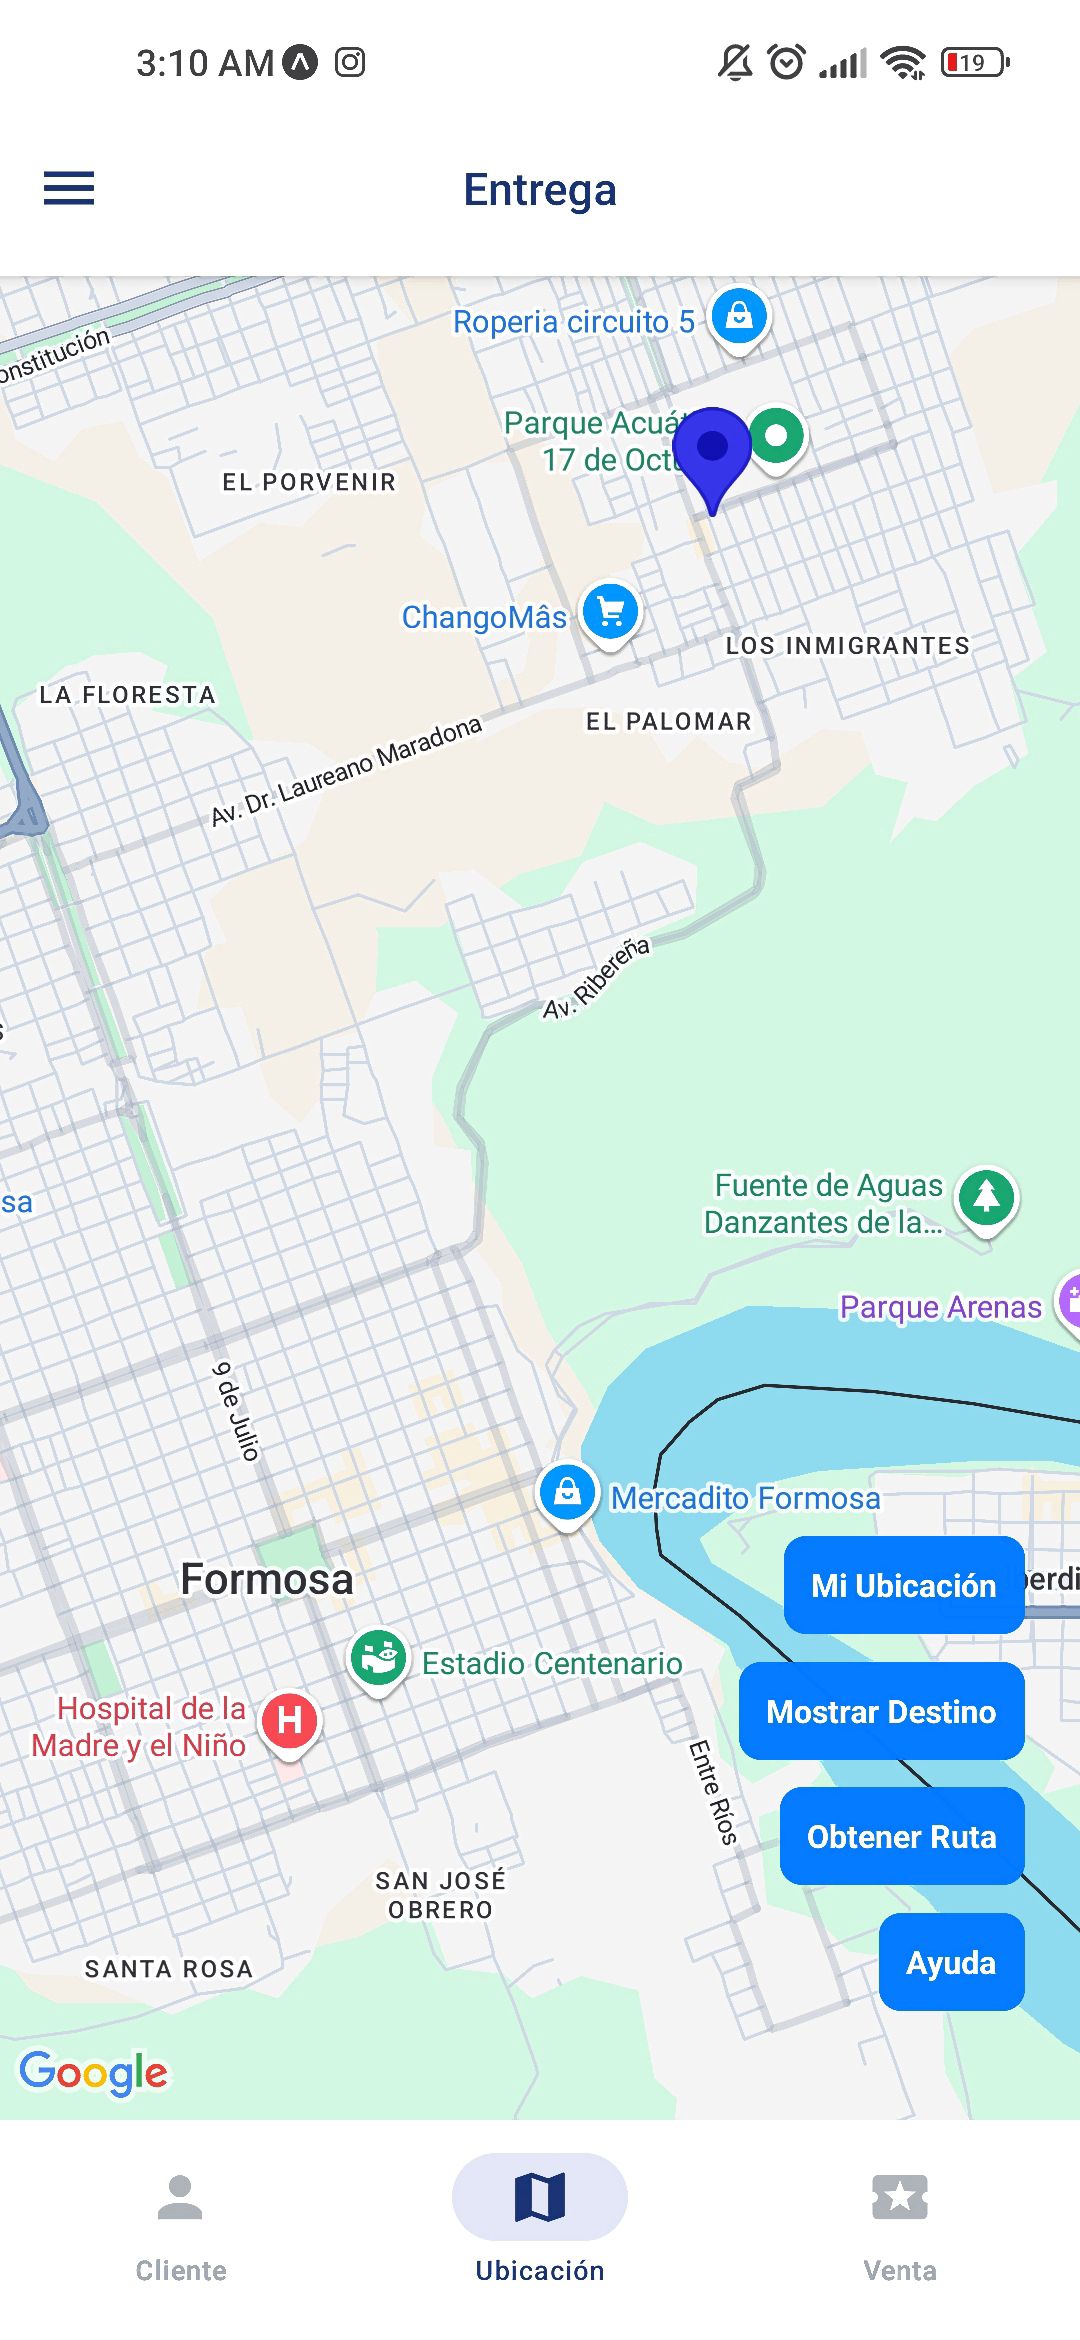 3:10 AM
19
Entrega
onstitución
Roperia circuito 5
Parque Acuát
17 de Octu
EL PORVENIR
ChangoMâs
LOS INMIGRANTES
LA FLORESTA
EL PALOMAR
Av. Dr. Laureano Maradona
Av. Ribereña
s
sa
Fuente de Aguas
Danzantes de la...
Parque Arenas
9 de Julio
Mercadito Formosa
Formosa
Mi Ubicación
lberdi
Estadio Centenario
Mostrar Destino
Hospital de la
Madre y el Niño
H
Entre Ríos
Obtener Ruta
SAN JOSÉ
OBRERO
Ayuda
SANTA ROSA
Google
Cliente
Ubicación
Venta